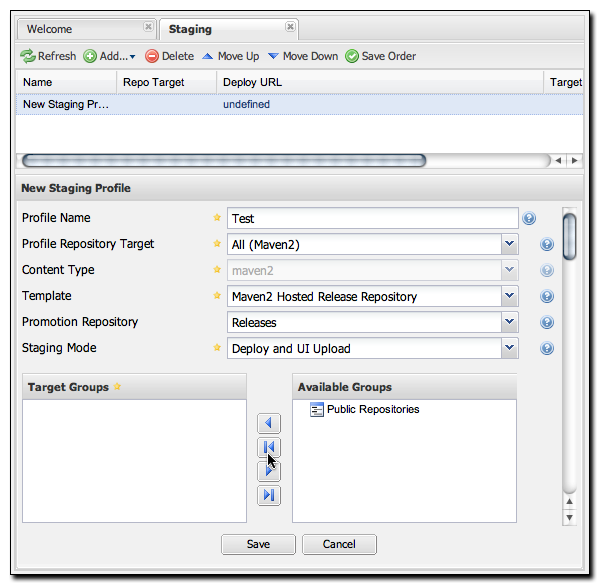 Welcome Staging
Refresh Add... Delete Move Up Move Down Save Order
Name Repo Target Deploy URL Target
New Staging Pr... undefined
New Staging Profile
Profile Name Test
Profile Repository Target All (Maven2)
Content Type maven2
Template Maven2 Hosted Release Repository
Promotion Repository Releases
Staging Mode Deploy and UI Upload
Target Groups Available Groups
Public Repositories
Save Cancel